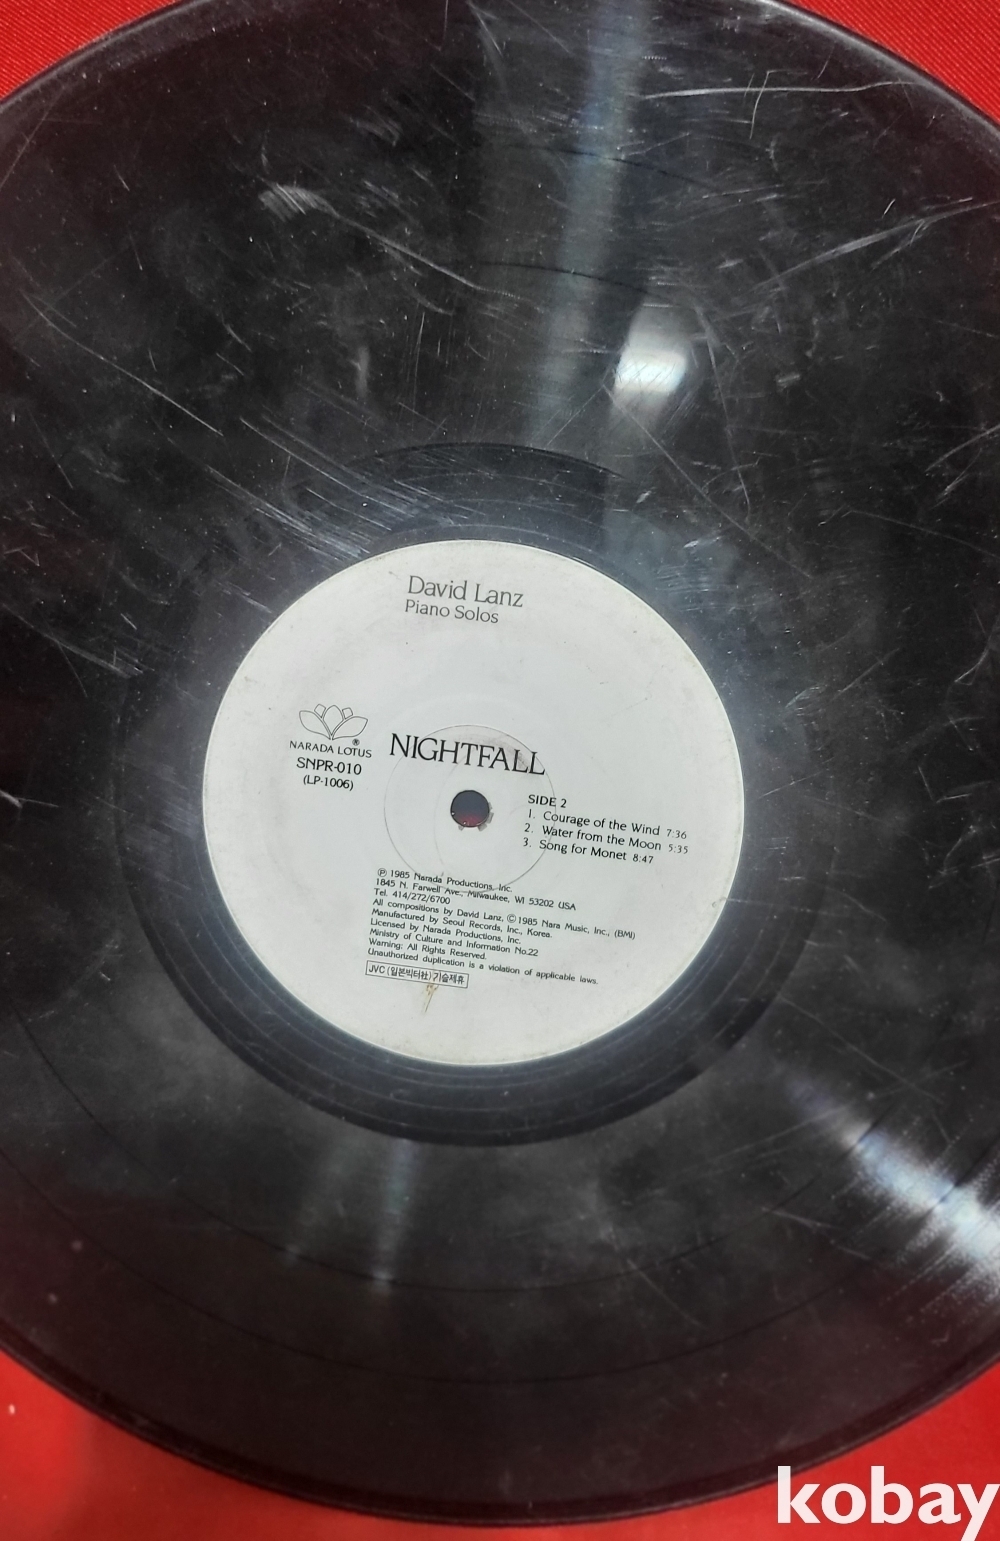 David Lanz
Piano Solos
NARADA LOTUS®
SNPR-010
(LP-1006)
NIGHTFALL
SIDE 2
1. Courage of the Wind 7:36
2. Water from the Moon 5:35
3. Song for Monet 8:47
℗ 1985 Narada Productions, Inc.
1845 N. Farwell Ave., Milwaukee, WI 53202 USA
Tel. 414/272/6700
All compositions by David Lanz, © 1985 Nara Music, Inc., (BMI)
Manufactured by Seoul Records, Inc., Korea.
Licensed by Narada Productions, Inc.
Ministry of Culture and Information No.22
Warning: All Rights Reserved.
Unauthorized duplication is a violation of applicable laws.
JVC (일본빅터社) 기술제휴
kobay